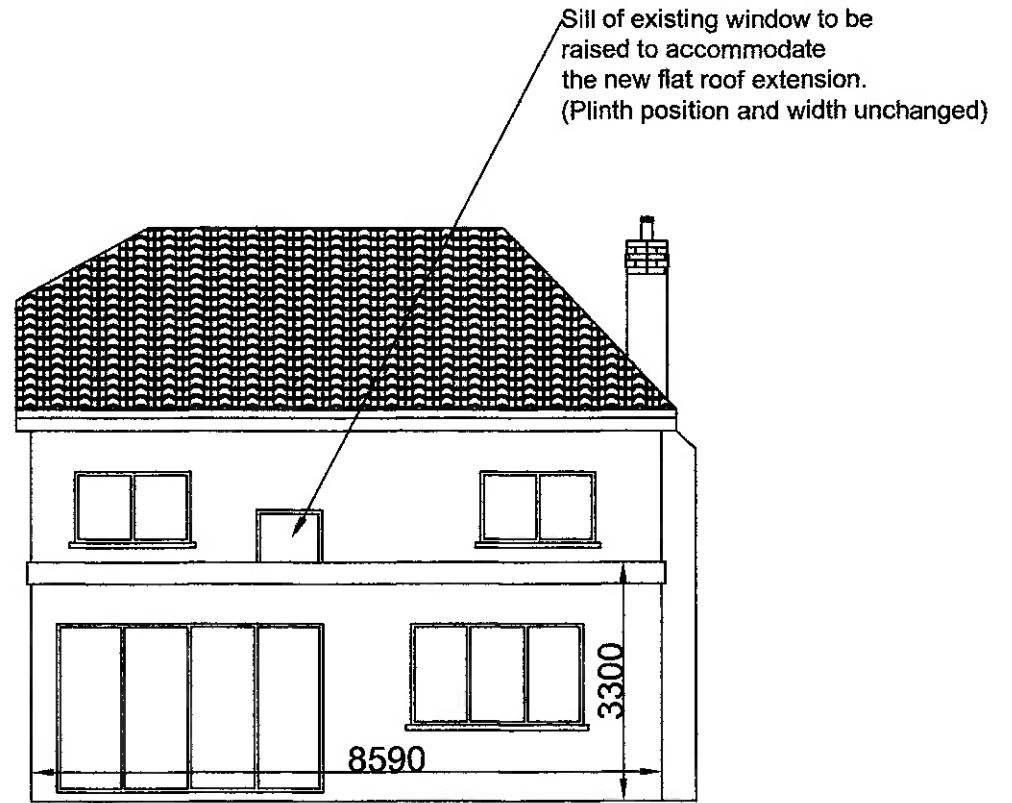 Sill of existing window to be
raised to accommodate
the new flat roof extension.
(Plinth position and width unchanged)
3300
8590